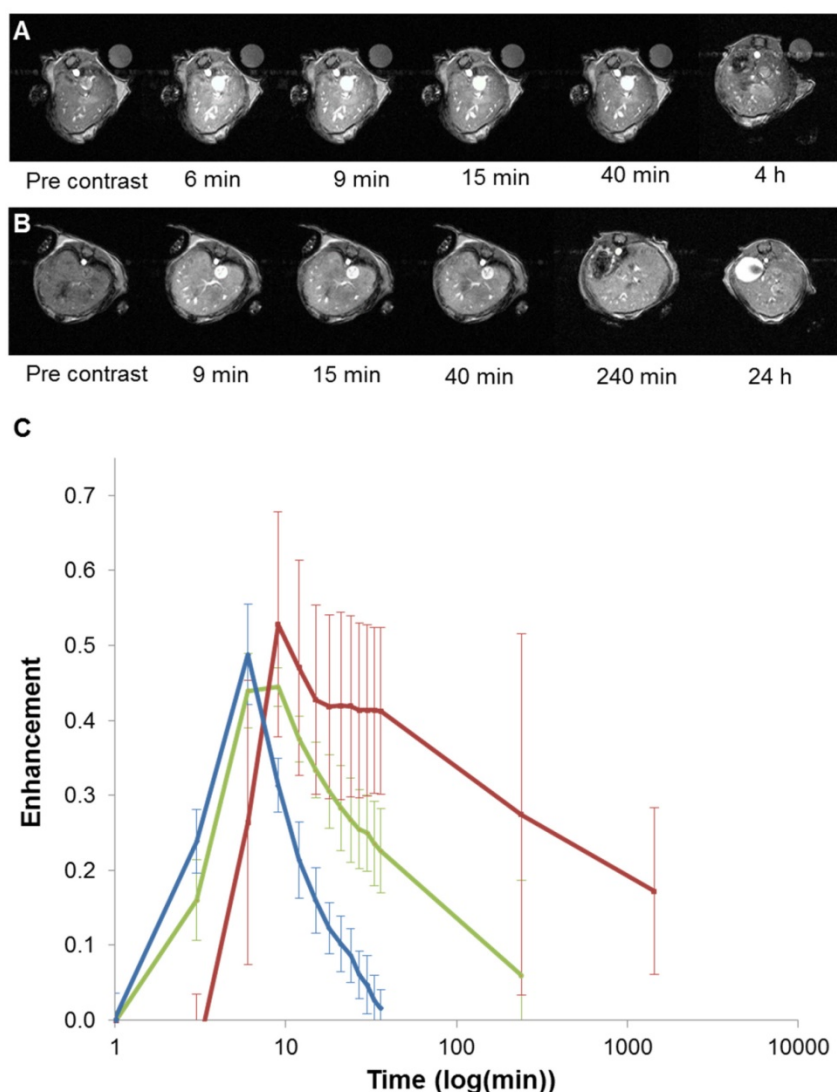 A
Pre contrast 6 min 9 min 15 min 40 min 4 h
B
Pre contrast 9 min 15 min 40 min 240 min 24 h
C
Enhancement
0.7
0.6
0.5
0.4
0.3
0.2
0.1
0.0
1 10 100 1000 10000
Time (log(min))